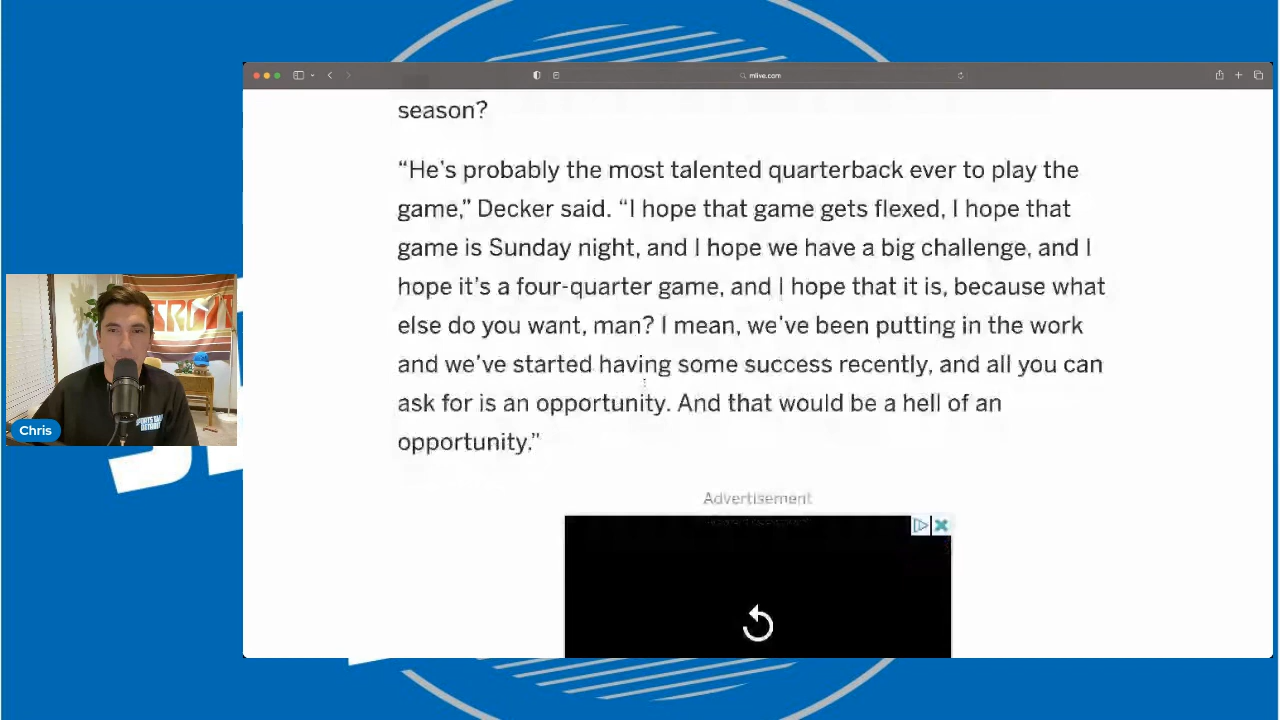 mlive.com
season?
“He’s probably the most talented quarterback ever to play the
game,” Decker said. “I hope that game gets flexed, I hope that
game is Sunday night, and I hope we have a big challenge, and I
hope it’s a four-quarter game, and I hope that it is, because what
else do you want, man? I mean, we’ve been putting in the work
and we’ve started having some success recently, and all you can
ask for is an opportunity. And that would be a hell of an
opportunity.”
Advertisement
Chris